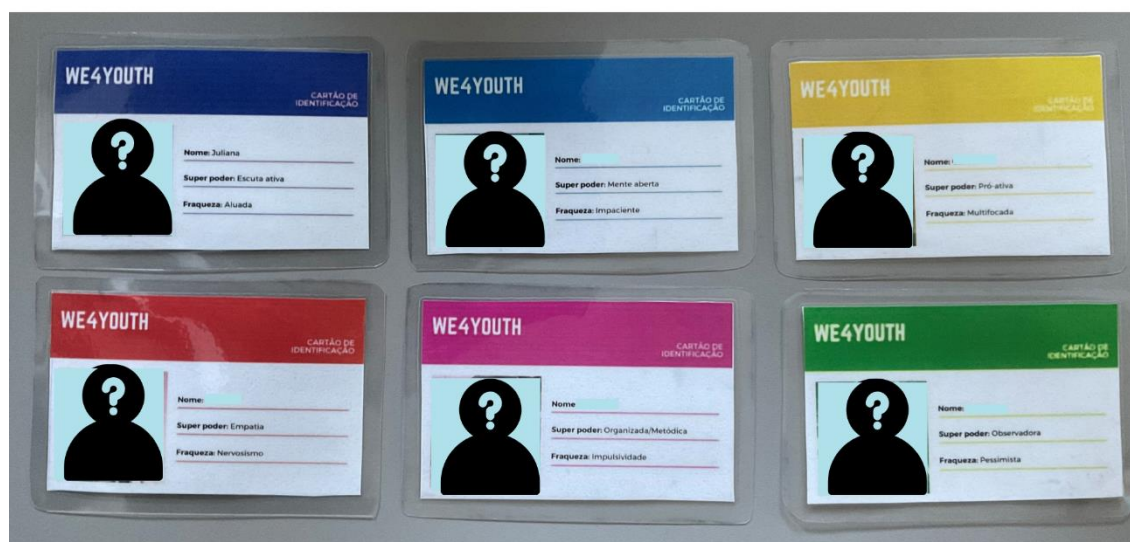 WE4YOUTH
CARTÃO DE
IDENTIFICAÇÃO
?
Nome: Juliana
Super poder: Escuta ativa
Fraqueza: Aluada
WE4YOUTH
CARTÃO DE
IDENTIFICAÇÃO
?
Nome:
Super poder: Mente aberta
Fraqueza: Impaciente
WE4YOUTH
CARTÃO DE
IDENTIFICAÇÃO
?
Nome:
Super poder: Pró-ativa
Fraqueza: Multifocada
WE4YOUTH
CARTÃO DE
IDENTIFICAÇÃO
?
Nome:
Super poder: Empatia
Fraqueza: Nervosismo
WE4YOUTH
CARTÃO DE
IDENTIFICAÇÃO
?
Nome
Super poder: Organizada/Metódica
Fraqueza: Impulsividade
WE4YOUTH
CARTÃO DE
IDENTIFICAÇÃO
?
Nome:
Super poder: Observadora
Fraqueza: Pessimista